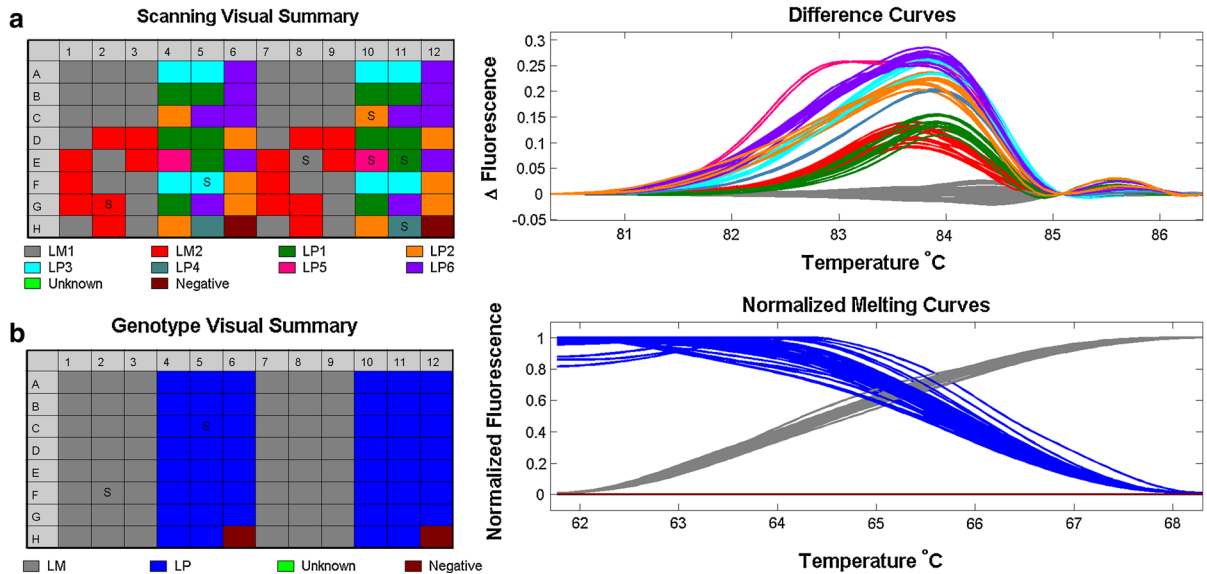 a
Scanning Visual Summary
1 2 3 4 5 6 7 8 9 10 11 12
A
B
C S
D
E S S S
F S
G S
H S
LM1 LM2 LP1 LP2
LP3 LP4 LP5 LP6
Unknown Negative
Difference Curves
Δ Fluorescence
0.3
0.25
0.2
0.15
0.1
0.05
0
-0.05
81 82 83 84 85 86
Temperature °C
b
Genotype Visual Summary
1 2 3 4 5 6 7 8 9 10 11 12
A
B
C S
D
E
F S
G
H
LM LP Unknown Negative
Normalized Melting Curves
Normalized Fluorescence
1
0.8
0.6
0.4
0.2
0
62 63 64 65 66 67 68
Temperature °C